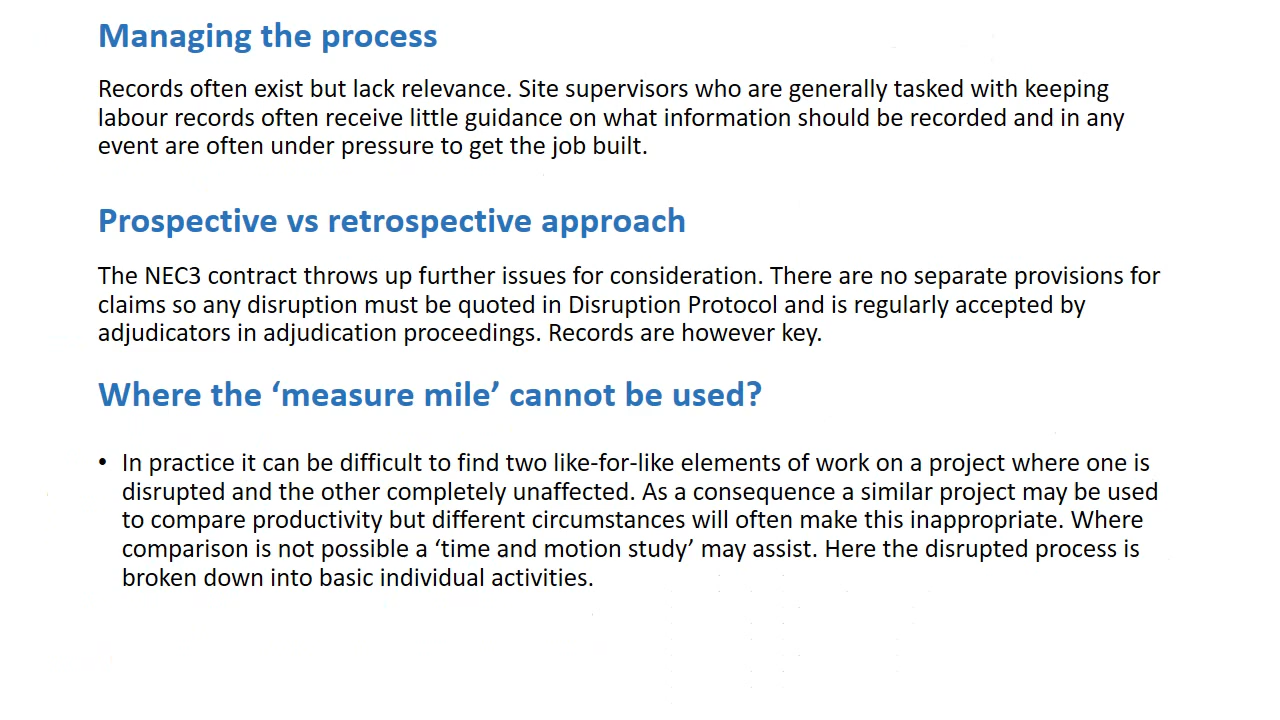 Managing the process
Records often exist but lack relevance. Site supervisors who are generally tasked with keeping
labour records often receive little guidance on what information should be recorded and in any
event are often under pressure to get the job built.
Prospective vs retrospective approach
The NEC3 contract throws up further issues for consideration. There are no separate provisions for
claims so any disruption must be quoted in Disruption Protocol and is regularly accepted by
adjudicators in adjudication proceedings. Records are however key.
Where the ‘measure mile’ cannot be used?
• In practice it can be difficult to find two like-for-like elements of work on a project where one is
disrupted and the other completely unaffected. As a consequence a similar project may be used
to compare productivity but different circumstances will often make this inappropriate. Where
comparison is not possible a ‘time and motion study’ may assist. Here the disrupted process is
broken down into basic individual activities.